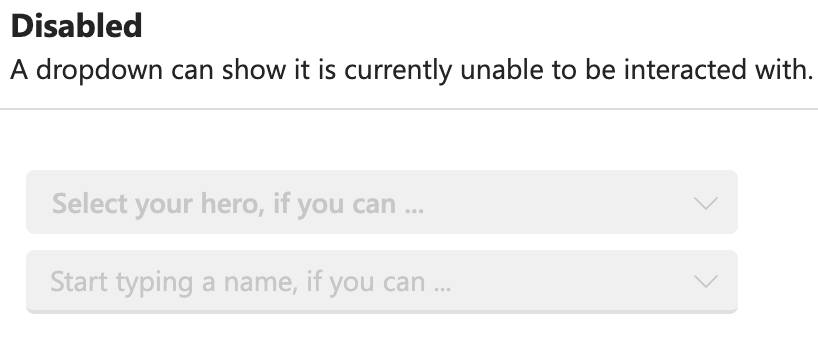 Disabled
A dropdown can show it is currently unable to be interacted with.
Select your hero, if you can ...
Start typing a name, if you can ...